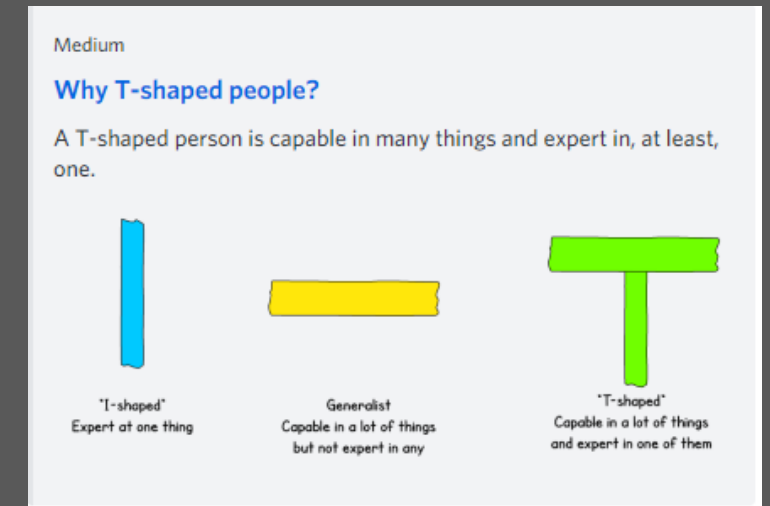 Medium
Why T-shaped people?
A T-shaped person is capable in many things and expert in, at least,
one.
"I-shaped"
Expert at one thing
Generalist
Capable in a lot of things
but not expert in any
"T-shaped"
Capable in a lot of things
and expert in one of them